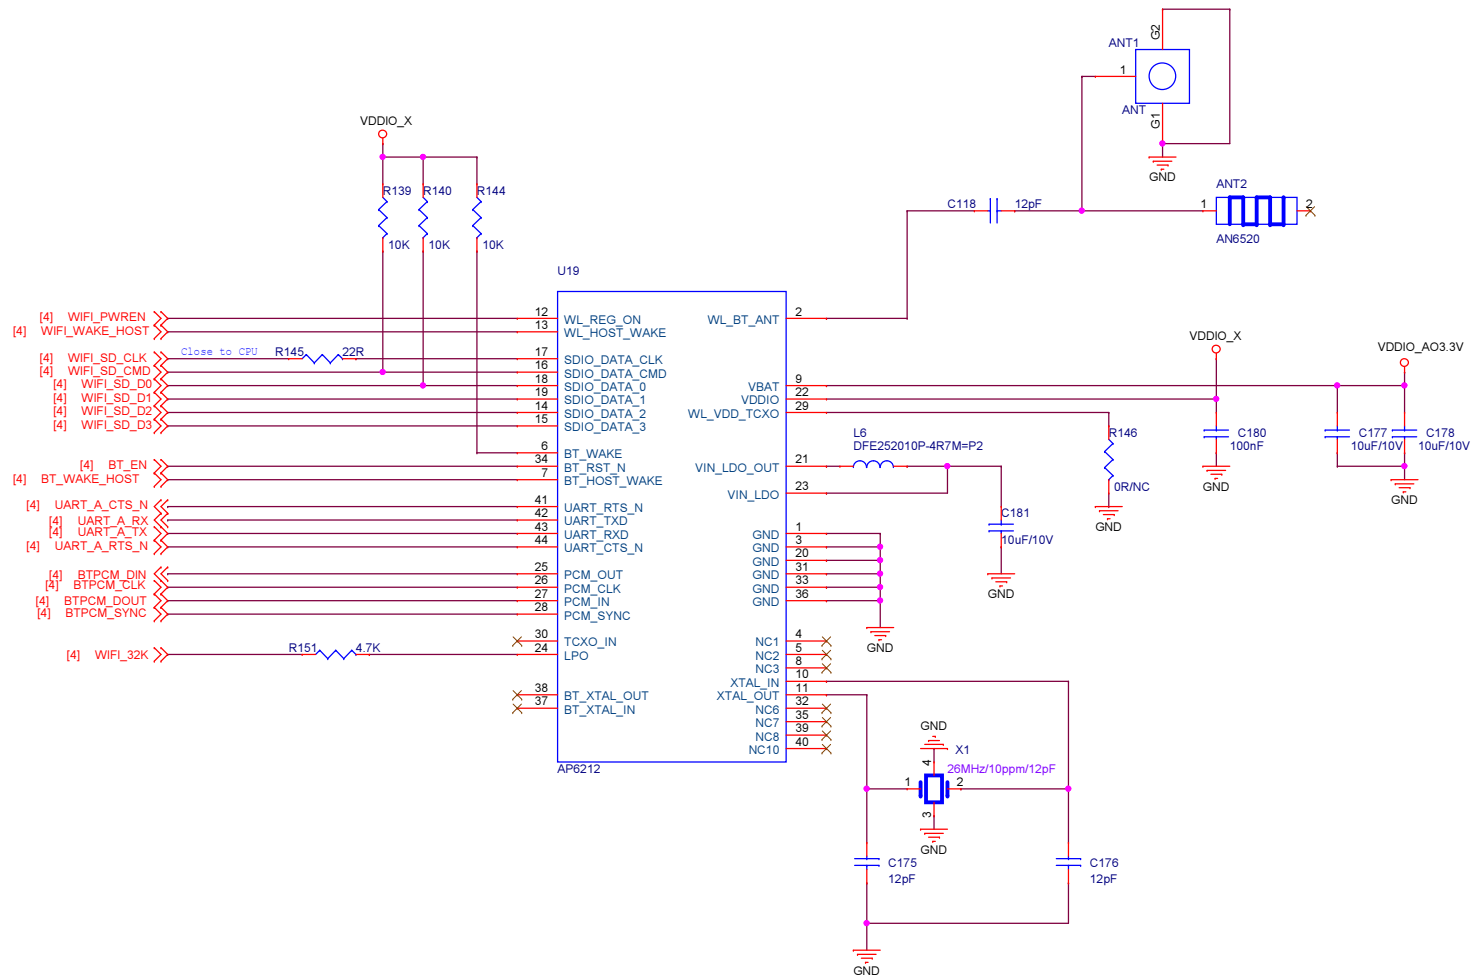 G2
ANT1
1
ANT
G1
GND
VDDIO_X
R139
R140
R144
10K
10K
10K
ANT2
C118
12pF
1
2
AN6520
U19
[4] WIFI_PWREN
12
WL_REG_ON
WL_BT_ANT
2
[4] WIFI_WAKE_HOST
13
WL_HOST_WAKE
VDDIO_X
VDDIO_AO3.3V
[4] WIFI_SD_CLK
Close to CPU
R145
22R
17
SDIO_DATA_CLK
[4] WIFI_SD_CMD
16
SDIO_DATA_CMD
[4] WIFI_SD_D0
18
SDIO_DATA_0
VBAT
9
[4] WIFI_SD_D1
19
SDIO_DATA_1
VDDIO
22
[4] WIFI_SD_D2
14
SDIO_DATA_2
WL_VDD_TCXO
29
[4] WIFI_SD_D3
15
SDIO_DATA_3
L6
DFE252010P-4R7M=P2
R146
0R/NC
GND
C180
100nF
GND
C177
10uF/10V
C178
10uF/10V
GND
6
BT_WAKE
[4] BT_EN
34
BT_RST_N
VIN_LDO_OUT
21
[4] BT_WAKE_HOST
7
BT_HOST_WAKE
VIN_LDO
23
C181
10uF/10V
GND
[4] UART_A_CTS_N
41
UART_RTS_N
[4] UART_A_RX
42
UART_TXD
[4] UART_A_TX
43
UART_RXD
[4] UART_A_RTS_N
44
UART_CTS_N
GND
1
GND
3
GND
20
GND
31
GND
33
GND
36
GND
[4] BTPCM_DIN
25
PCM_OUT
[4] BTPCM_CLK
26
PCM_CLK
[4] BTPCM_DOUT
27
PCM_IN
[4] BTPCM_SYNC
28
PCM_SYNC
30
TCXO_IN
[4] WIFI_32K
R151
4.7K
24
LPO
38
BT_XTAL_OUT
37
BT_XTAL_IN
NC1
4
NC2
5
NC3
8
XTAL_IN
10
XTAL_OUT
11
NC6
32
NC7
35
NC8
39
NC10
40
AP6212
GND
X1
4
26MHz/10ppm/12pF
1
2
3
GND
C175
12pF
C176
12pF
GND